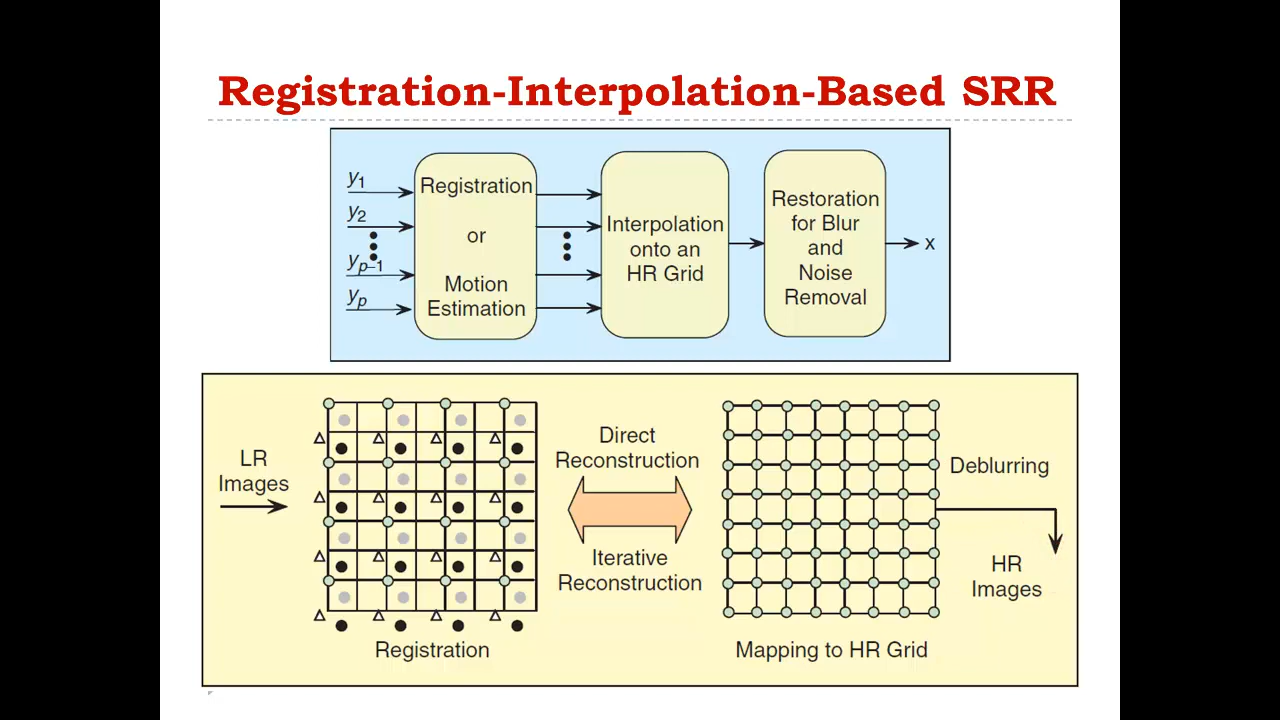 Registration-Interpolation-Based SRR
y1
y2
yp–1
yp
Registration
or
Motion
Estimation
Interpolation
onto an
HR Grid
Restoration
for Blur
and
Noise
Removal
x
LR
Images
Registration
Direct
Reconstruction
Iterative
Reconstruction
Mapping to HR Grid
Deblurring
HR
Images